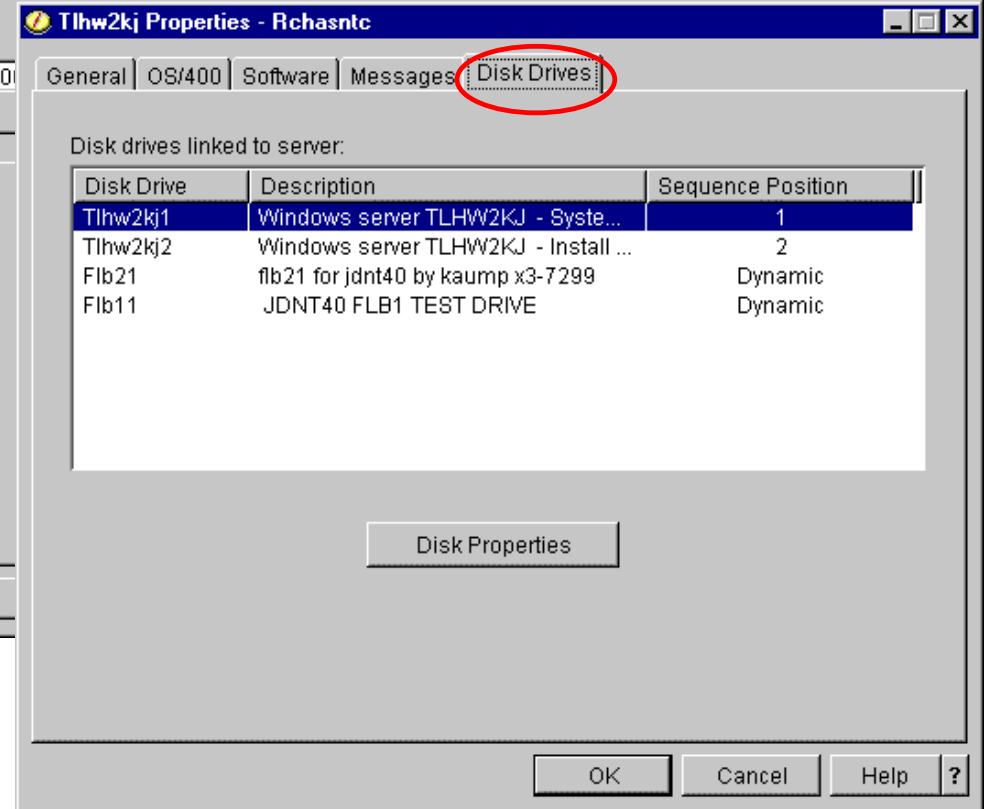 Tlhw2kj Properties - Rchasntc
General OS/400 Software Messages Disk Drives
Disk drives linked to server:
Disk Drive Description Sequence Position
Tlhw2kj1 Windows server TLHW2KJ - Syste... 1
Tlhw2kj2 Windows server TLHW2KJ - Install ... 2
Flb21 flb21 for jdnt40 by kaump x3-7299 Dynamic
Flb11 JDNT40 FLB1 TEST DRIVE Dynamic
Disk Properties
OK Cancel Help ?